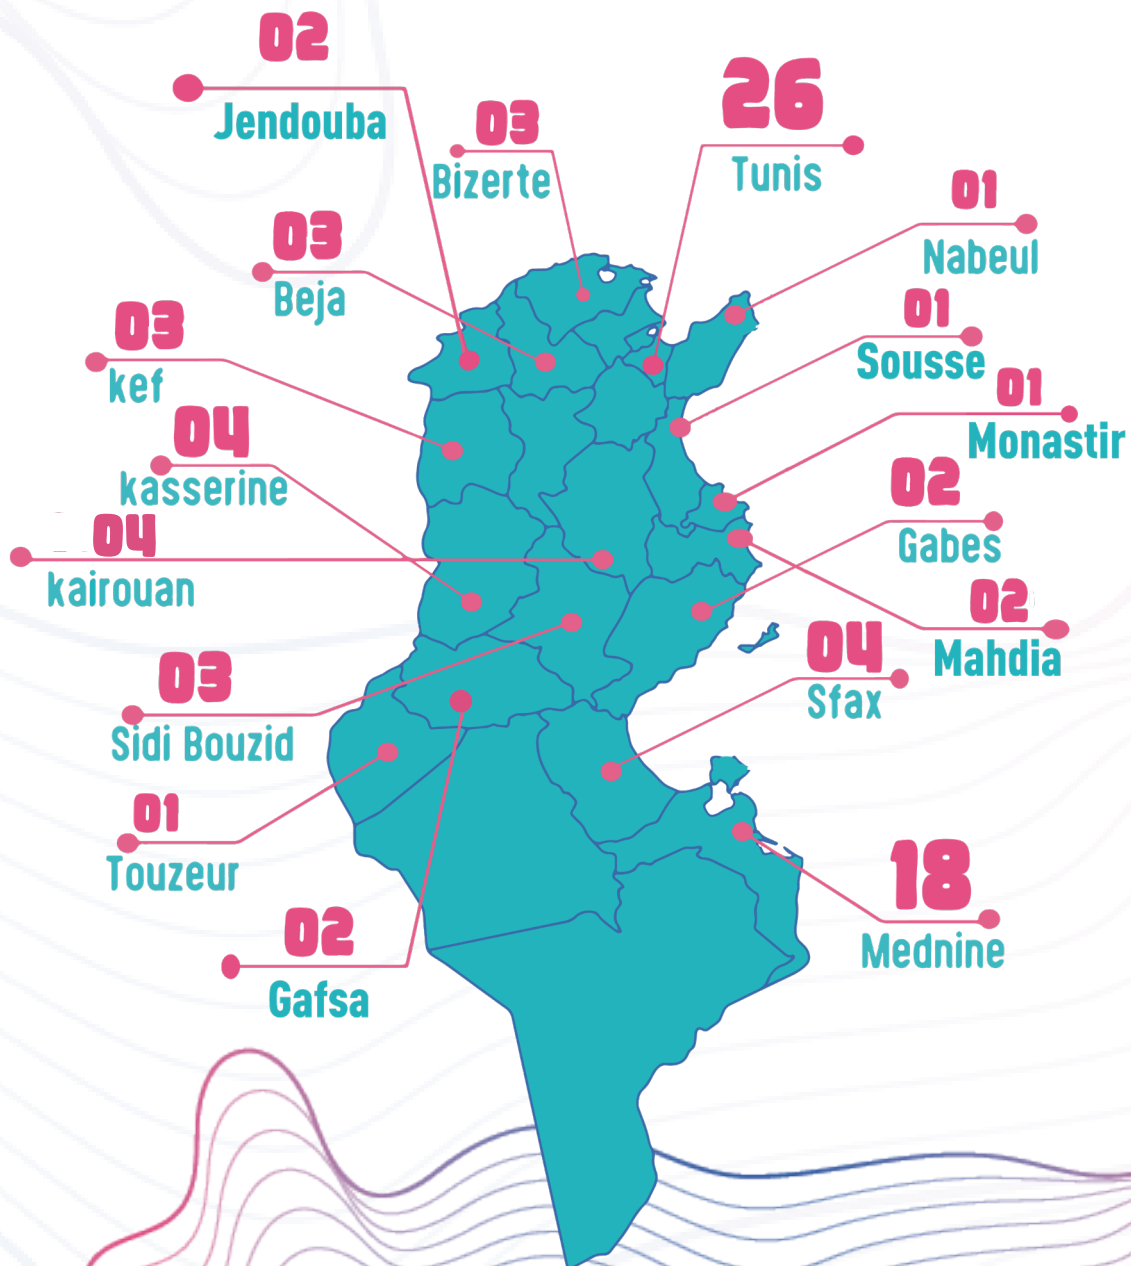 02
Jendouba
03
Bizerte
26
Tunis
01
Nabeul
03
Beja
01
Sousse
03
kef
01
Monastir
04
kasserine
02
Gabes
04
kairouan
02
Mahdia
04
Sfax
03
Sidi Bouzid
01
Touzeur
18
Mednine
02
Gafsa